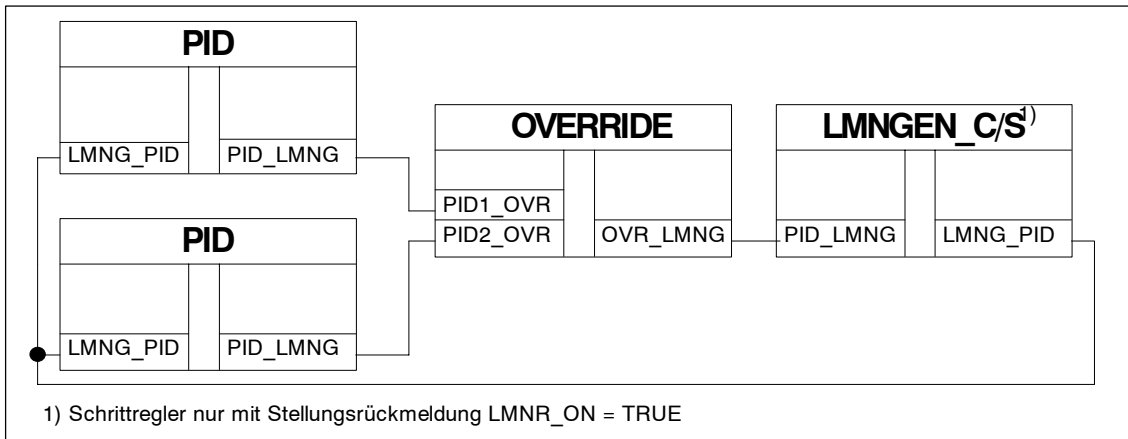 PID
LMNG_PID PID_LMNG
OVERRIDE
PID1_OVR
PID2_OVR OVR_LMNG
LMNGEN_C/S1)
PID_LMNG LMNG_PID
PID
LMNG_PID PID_LMNG
1) Schrittregler nur mit Stellungsrückmeldung LMNR_ON = TRUE